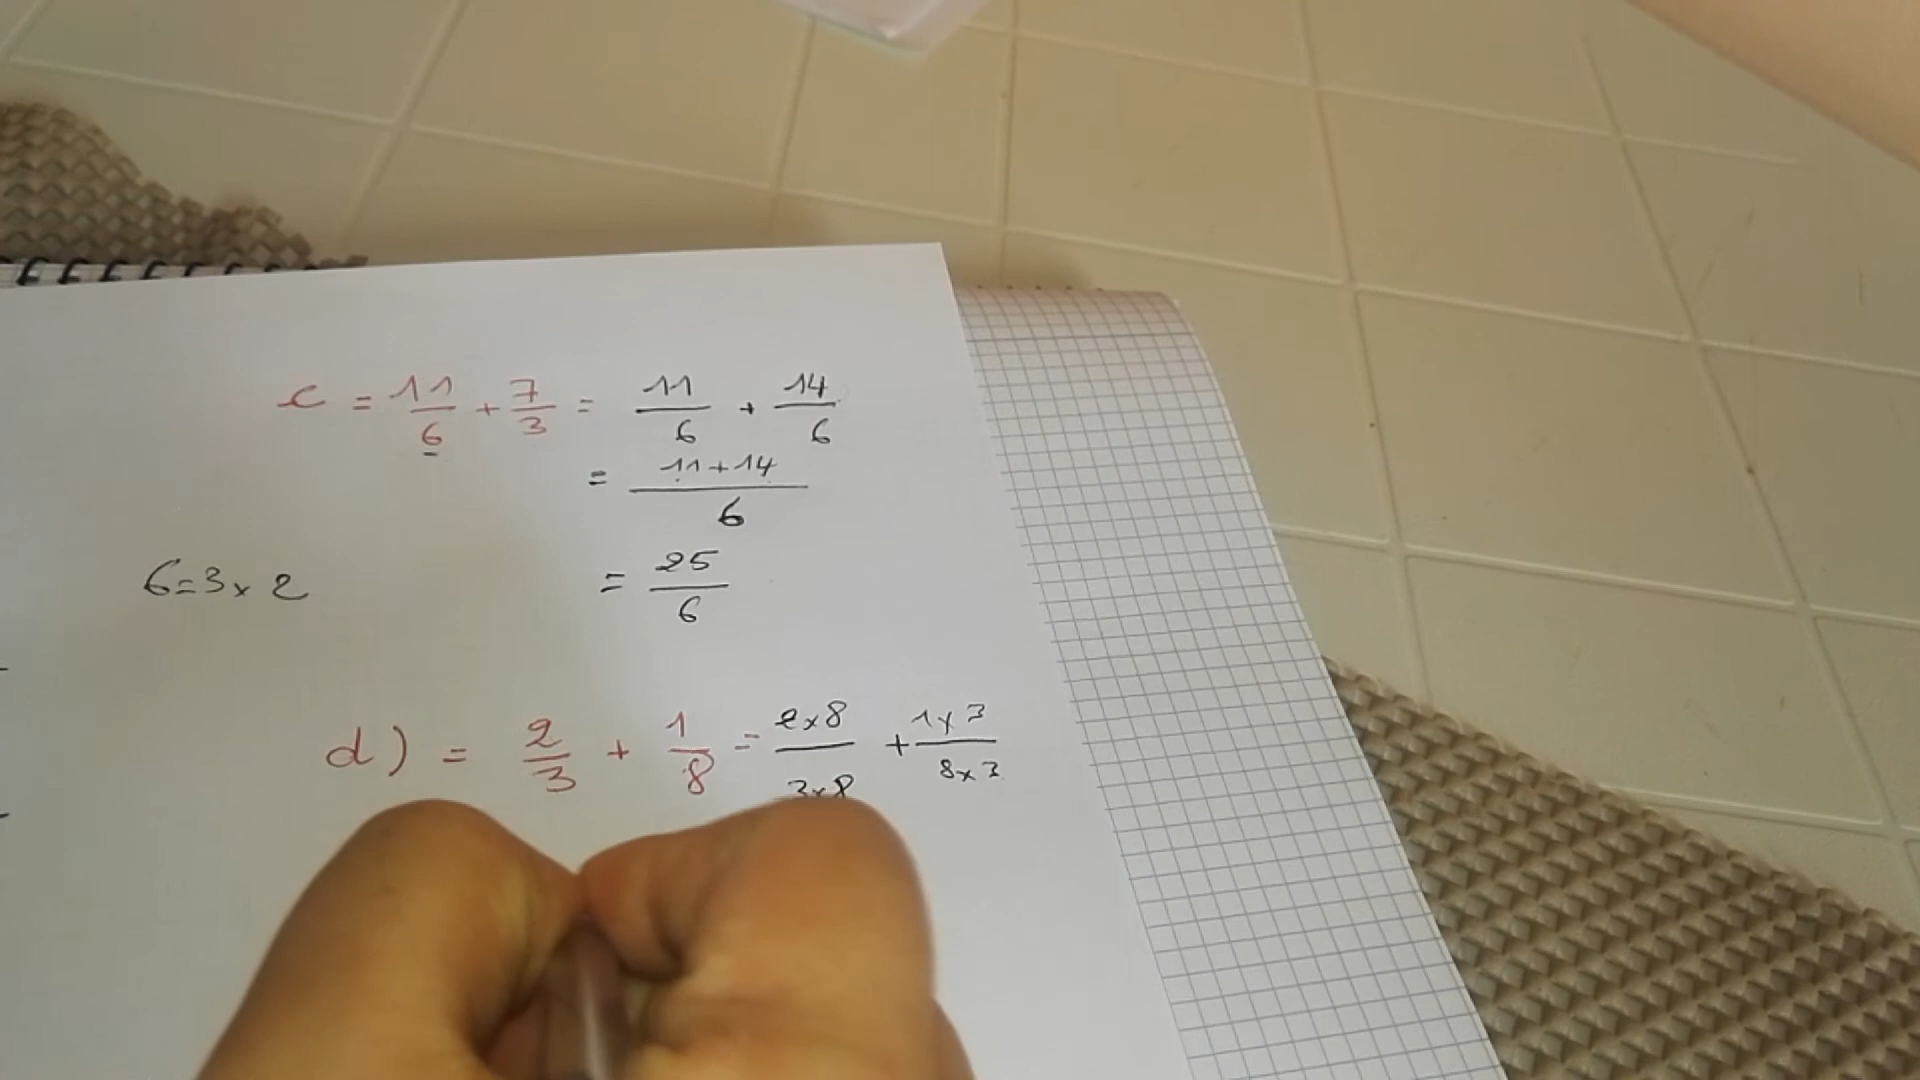 c = 11/6 + 7/3 = 11/6 + 14/6
= 11+14/6
6=3x2 = 25/6
d) = 2/3 + 1/8 = 2x8/3x8 + 1x3/8x3